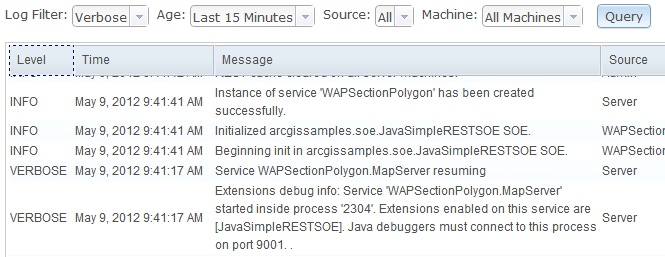 Log Filter: Verbose Age: Last 15 Minutes Source: All Machine: All Machines Query
Level Time Message Source
INFO May 9, 2012 9:41:41 AM Instance of service 'WAPSectionPolygon' has been created successfully. Server
INFO May 9, 2012 9:41:41 AM Initialized arcgissamples.soe.JavaSimpleRESTSOE SOE. WAPSection
INFO May 9, 2012 9:41:41 AM Beginning init in arcgissamples.soe.JavaSimpleRESTSOE SOE. WAPSection
VERBOSE May 9, 2012 9:41:17 AM Service WAPSectionPolygon.MapServer resuming Server
VERBOSE May 9, 2012 9:41:17 AM Extensions debug info: Service 'WAPSectionPolygon.MapServer'
started inside process '2304'. Extensions enabled on this service are
[JavaSimpleRESTSOE]. Java debuggers must connect to this process
on port 9001. . Server